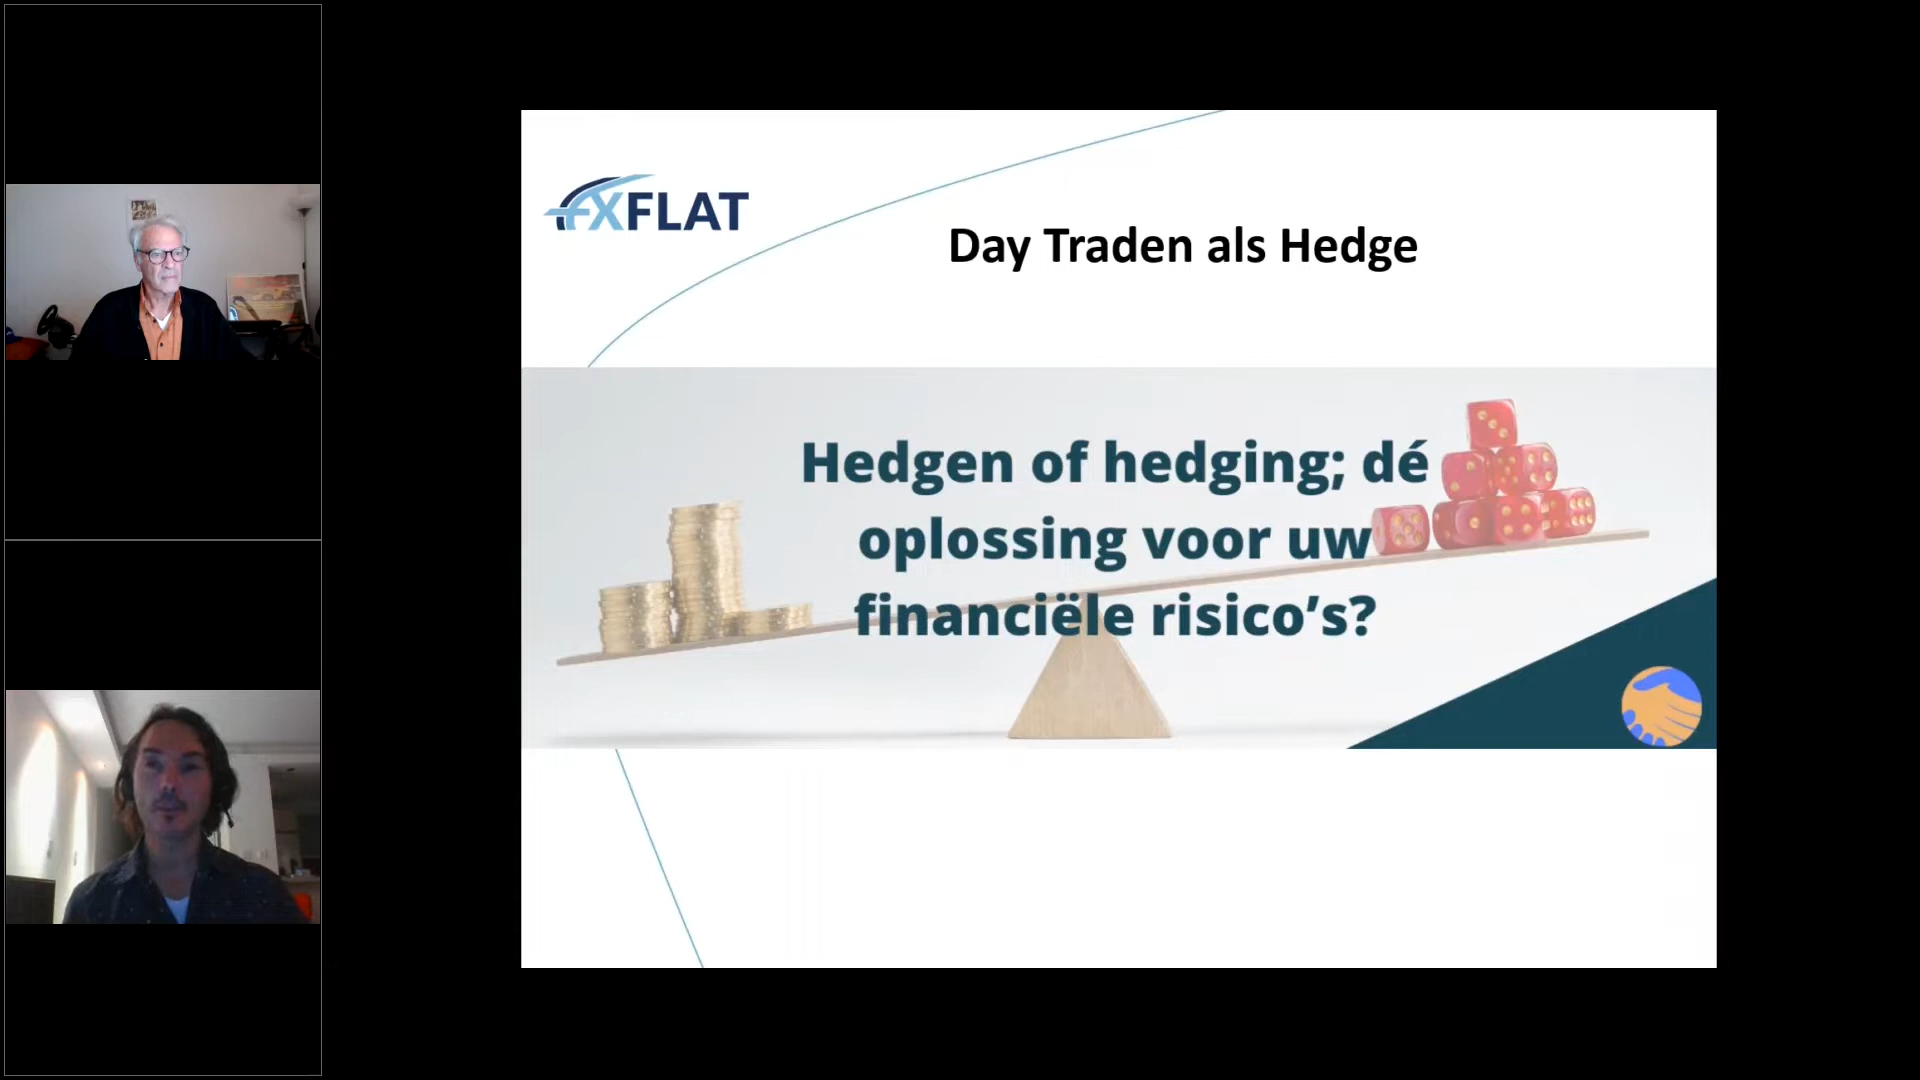 FXFLAT
Day Traden als Hedge
Hedgen of hedging; dé
oplossing voor uw
financiële risico's?